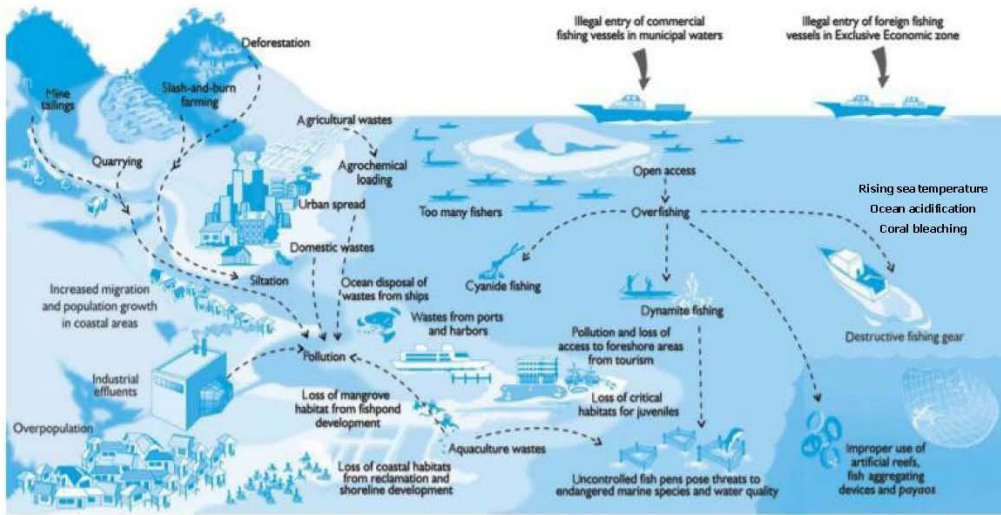 Illegal entry of commercial
fishing vessels in municipal waters
Illegal entry of foreign fishing
vessels in Exclusive Economic zone
Deforestation
Mine
tailings
Slash-and-burn
farming
Agricultural wastes
Quarrying
Agrochemical
loading
Open access
Urban spread
Too many fishers
Overfishing
Rising sea temperature
Ocean acidification
Coral bleaching
Domestic wastes
Siltation
Ocean disposal of
wastes from ships
Cyanide fishing
Increased migration
and population growth
in coastal areas
Wastes from ports
and harbors
Dynamite fishing
Destructive fishing gear
Pollution
Pollution and loss of
access to foreshore areas
from tourism
Industrial
effluents
Loss of mangrove
habitat from fishpond
development
Loss of critical
habitats for juveniles
Overpopulation
Aquaculture wastes
Loss of coastal habitats
from reclamation and
shoreline development
Uncontrolled fish pens pose threats to
endangered marine species and water quality
Improper use of
artificial reefs,
fish aggregating
devices and payaos